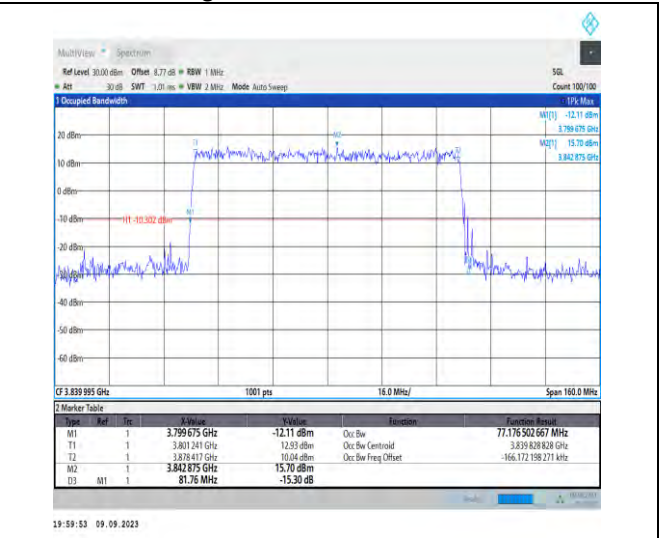 MultiView Spectrum
Ref Level 30.00 dBm Offset 8.77 dB RBW 1 MHz SGL
Att 30 dB SWT 1.01 ms VBW 2 MHz Mode Auto Sweep Count 100/100
1 Occupied Bandwidth 1Pk Max
M1[1] -12.11 dBm
3.799 675 GHz
M2[1] 15.70 dBm
3.842 875 GHz
20 dBm
M2
10 dBm
0 dBm
M1
-10 dBm
H1 -10.302 dBm
-20 dBm
-30 dBm
-40 dBm
-50 dBm
-60 dBm
CF 3.839 995 GHz 1001 pts 16.0 MHz/ Span 160.0 MHz
2 Marker Table
Type Ref Trc X-Value Y-Value Function Function Result
M1 1 3.799 675 GHz -12.11 dBm Occ Bw 77.176 502 667 MHz
T1 1 3.801 241 GHz 12.93 dBm Occ Bw Centroid 3.839 828 828 GHz
T2 1 3.878 417 GHz 10.04 dBm Occ Bw Freq Offset -166.172 198 271 kHz
M2 1 3.842 875 GHz 15.70 dBm
D3 M1 1 81.76 MHz -15.30 dB
19:59:53 09.09.2023